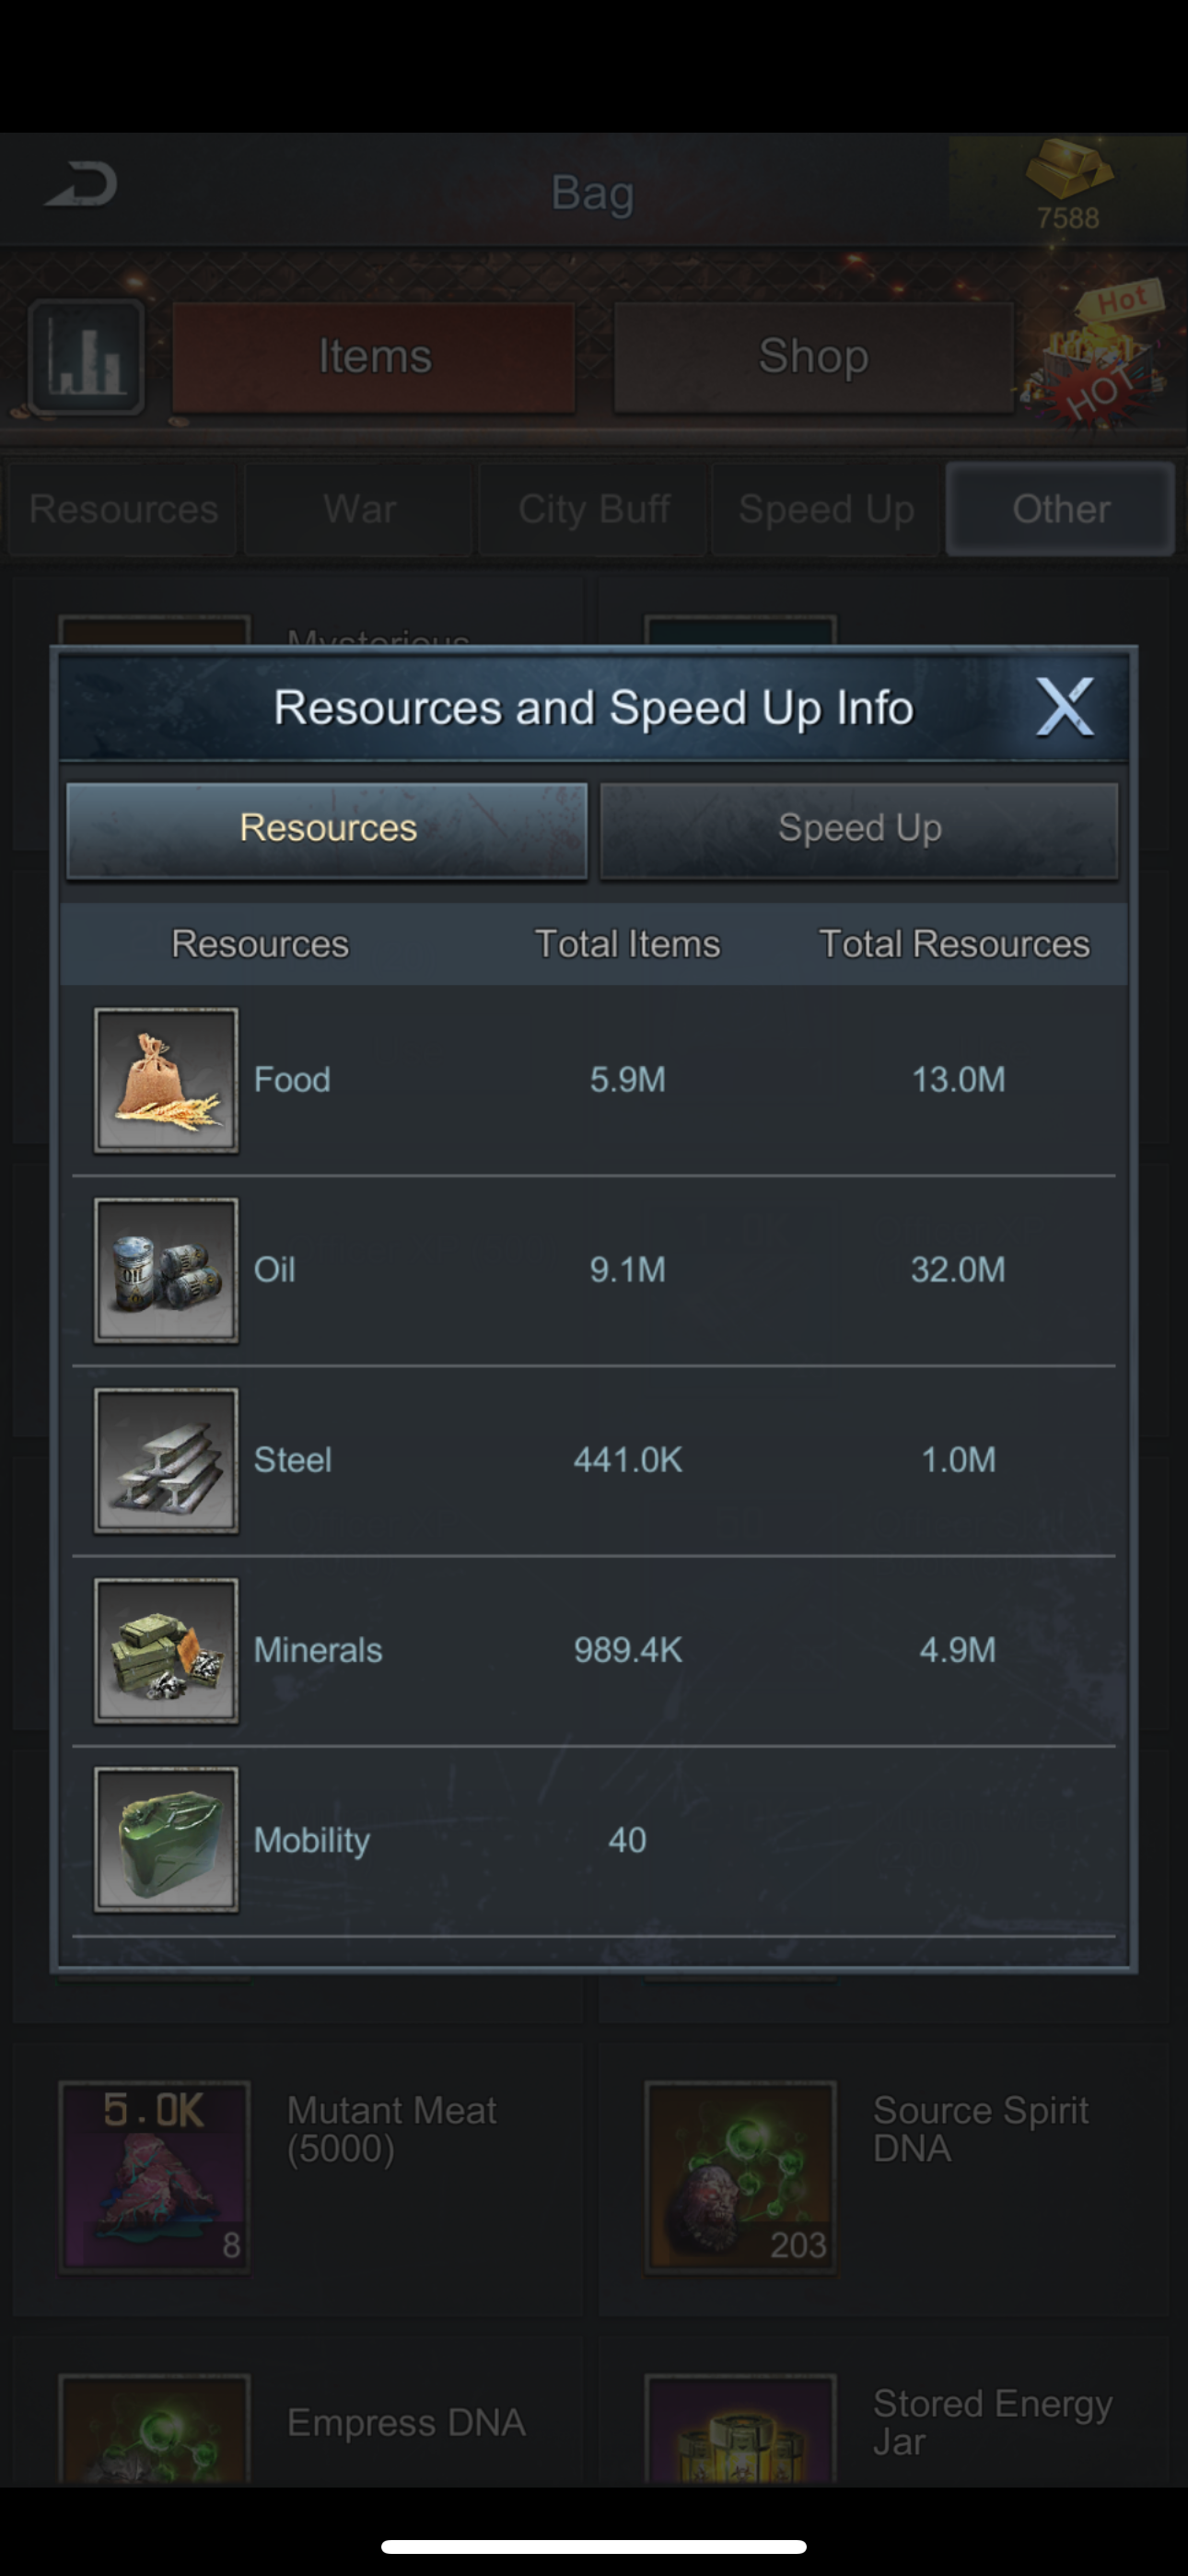 Bag
7588
Items
Shop
Hot
HOT
Resources
War
City Buff
Speed Up
Other
Mysterious
Resources and Speed Up Info
X
Resources
Speed Up
Resources Total Items Total Resources
Food 5.9M 13.0M
OIL
Oil 9.1M 32.0M
Steel 441.0K 1.0M
Minerals 989.4K 4.9M
Mobility 40
5.0K
Mutant Meat
(5000)
8
Source Spirit
DNA
203
Empress DNA
Stored Energy
Jar